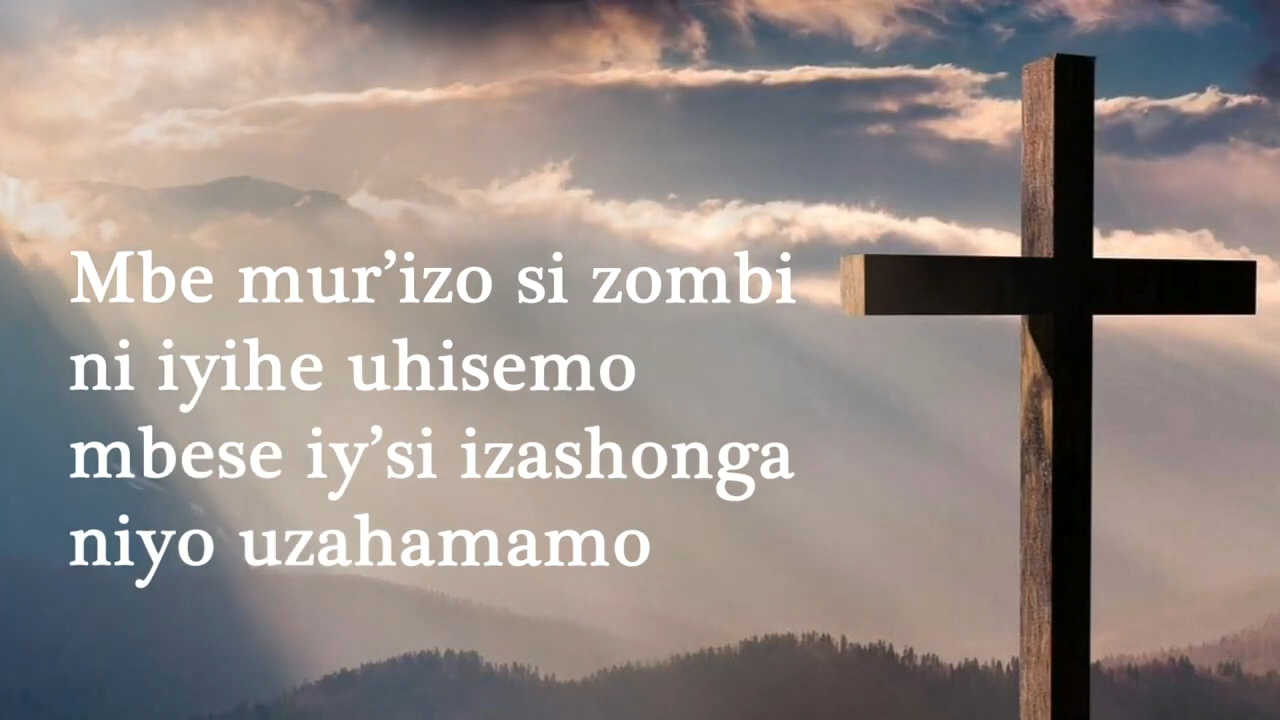 Mbe mur’izo si zombi
ni iyihe uhisemo
mbese iy’si izashonga
niyo uzahamamo